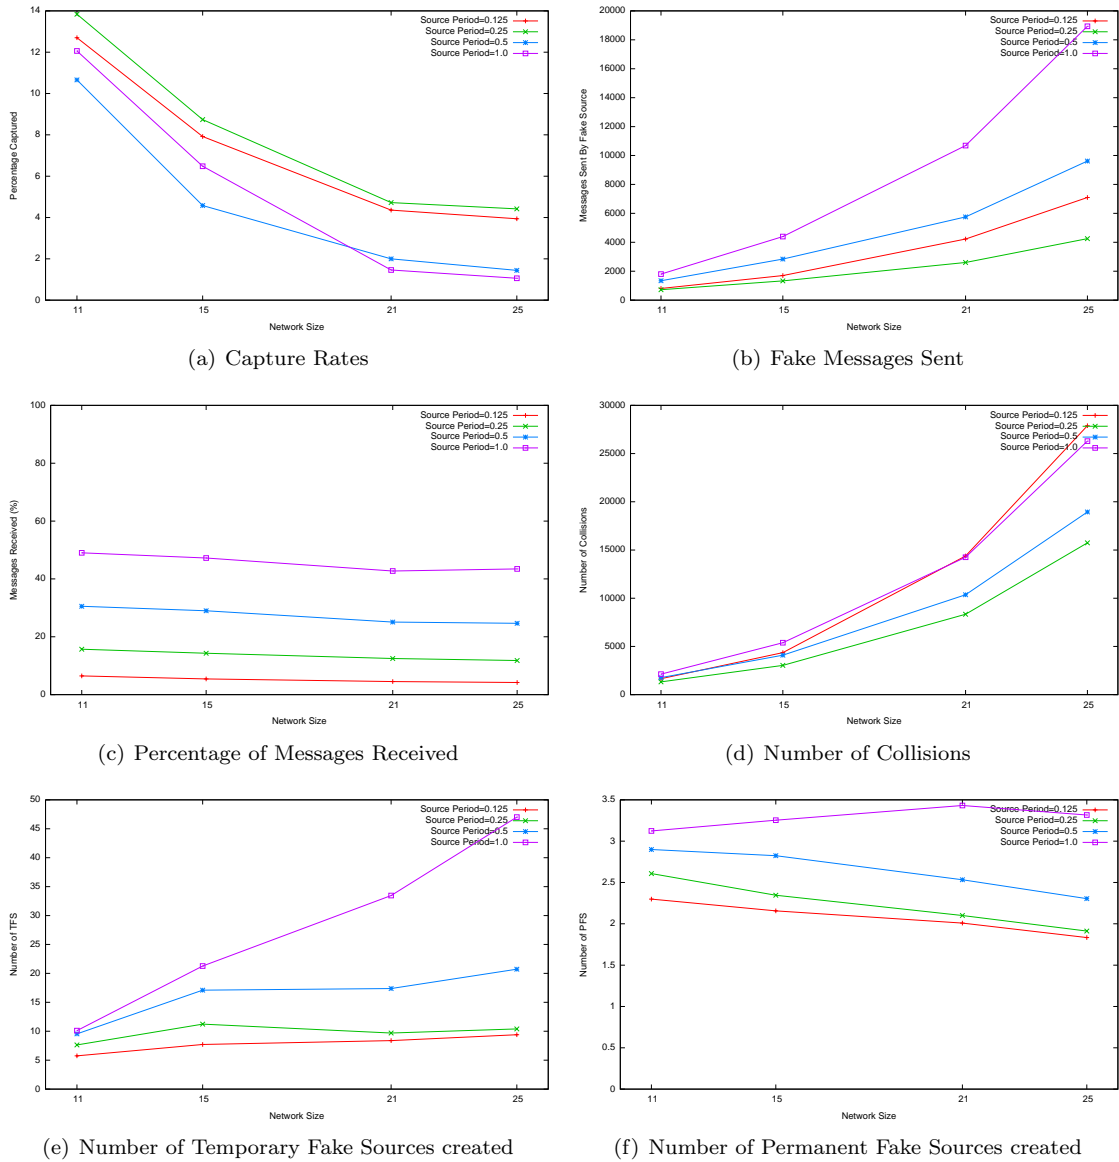 14
12
10
8
6
4
2
0
11
15
21
25
Percentage Captured
Network Size
Source Period=0.125
Source Period=0.25
Source Period=0.5
Source Period=1.0
(a) Capture Rates
20000
18000
16000
14000
12000
10000
8000
6000
4000
2000
0
11
15
21
25
Messages Sent By Fake Source
Network Size
Source Period=0.125
Source Period=0.25
Source Period=0.5
Source Period=1.0
(b) Fake Messages Sent
100
80
60
40
20
0
11
15
21
25
Messages Received (%)
Network Size
Source Period=0.125
Source Period=0.25
Source Period=0.5
Source Period=1.0
(c) Percentage of Messages Received
30000
25000
20000
15000
10000
5000
0
11
15
21
25
Number of Collisions
Network Size
Source Period=0.125
Source Period=0.25
Source Period=0.5
Source Period=1.0
(d) Number of Collisions
50
45
40
35
30
25
20
15
10
5
0
11
15
21
25
Number of TFS
Network Size
Source Period=0.125
Source Period=0.25
Source Period=0.5
Source Period=1.0
(e) Number of Temporary Fake Sources created
3.5
3
2.5
2
1.5
1
0.5
0
11
15
21
25
Number of PFS
Network Size
Source Period=0.125
Source Period=0.25
Source Period=0.5
Source Period=1.0
(f) Number of Permanent Fake Sources created